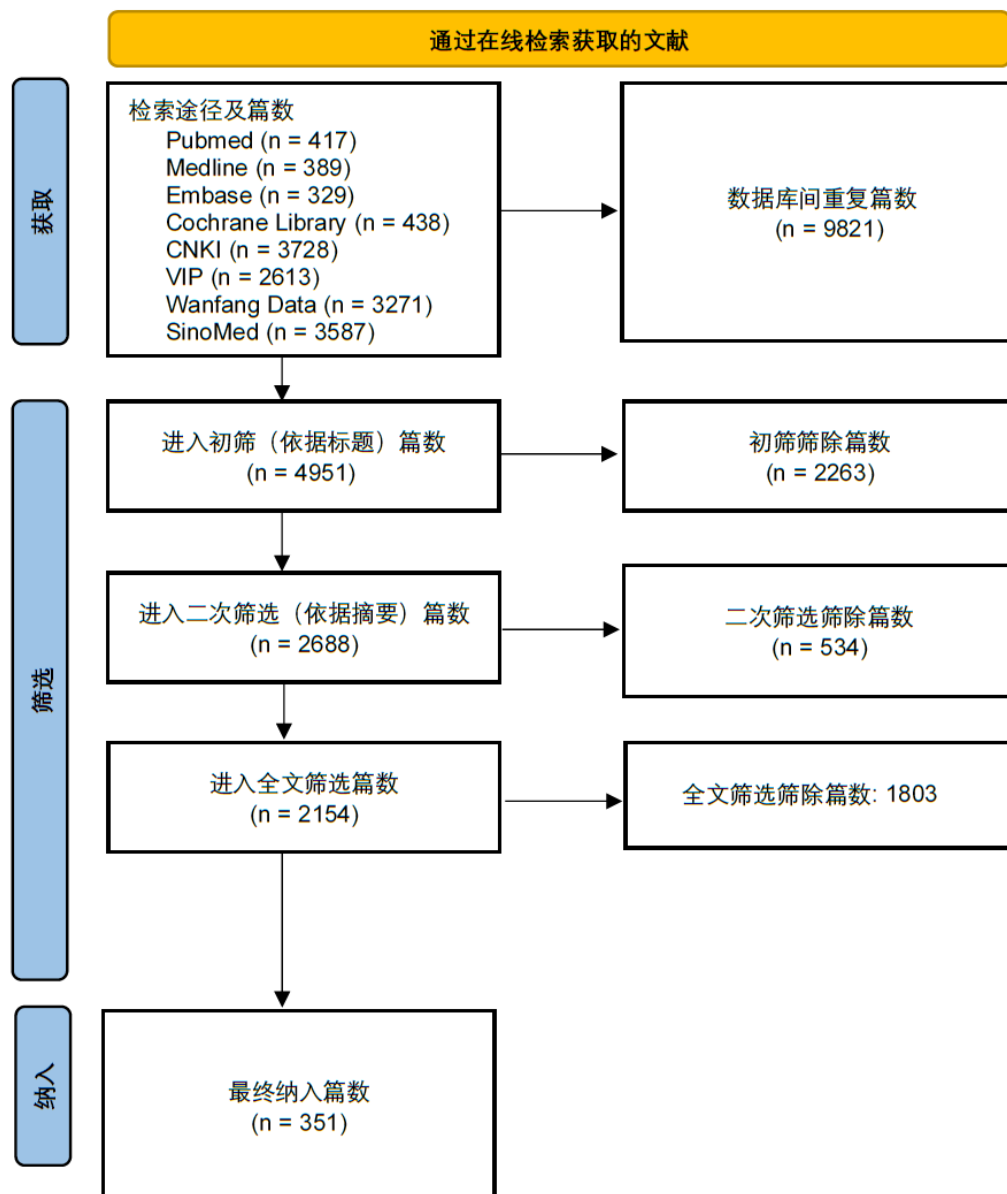 通过在线检索获取的文献
获取
检索途径及篇数
Pubmed (n = 417)
Medline (n = 389)
Embase (n = 329)
Cochrane Library (n = 438)
CNKI (n = 3728)
VIP (n = 2613)
Wanfang Data (n = 3271)
SinoMed (n = 3587)
数据库间重复篇数
(n = 9821)
筛选
进入初筛（依据标题）篇数
(n = 4951)
初筛筛除篇数
(n = 2263)
进入二次筛选（依据摘要）篇数
(n = 2688)
二次筛选筛除篇数
(n = 534)
进入全文筛选篇数
(n = 2154)
全文筛选筛除篇数: 1803
纳入
最终纳入篇数
(n = 351)